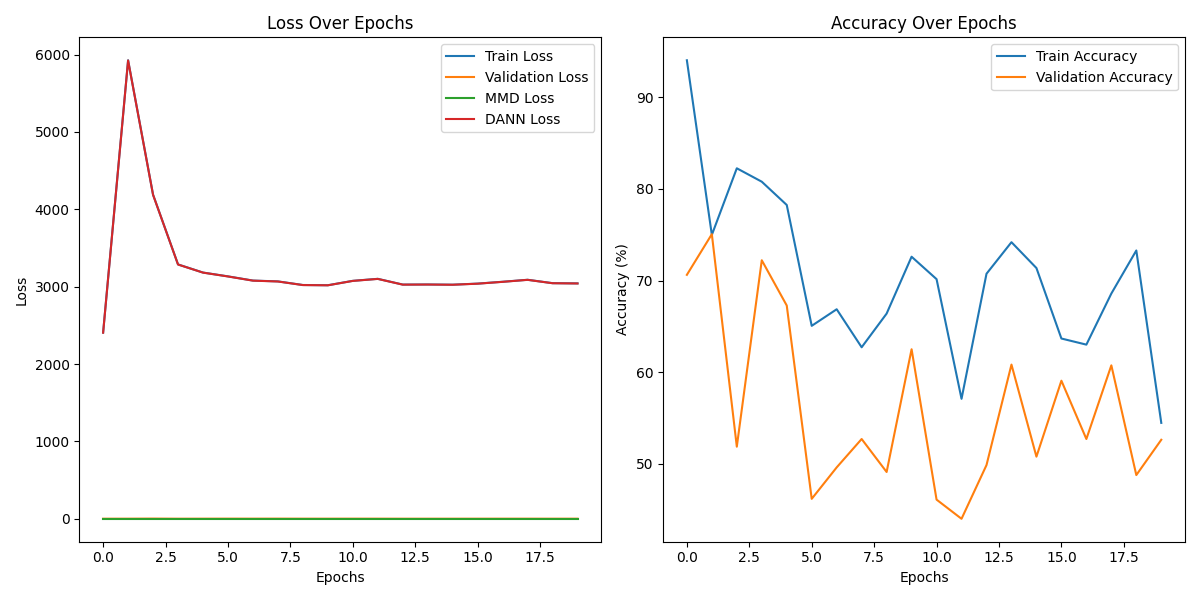 Loss Over Epochs
Train Loss
Validation Loss
MMD Loss
DANN Loss
6000
5000
4000
3000
2000
1000
0
Loss
0.0 2.5 5.0 7.5 10.0 12.5 15.0 17.5
Epochs
Accuracy Over Epochs
Train Accuracy
Validation Accuracy
90
80
70
60
50
Accuracy (%)
0.0 2.5 5.0 7.5 10.0 12.5 15.0 17.5
Epochs